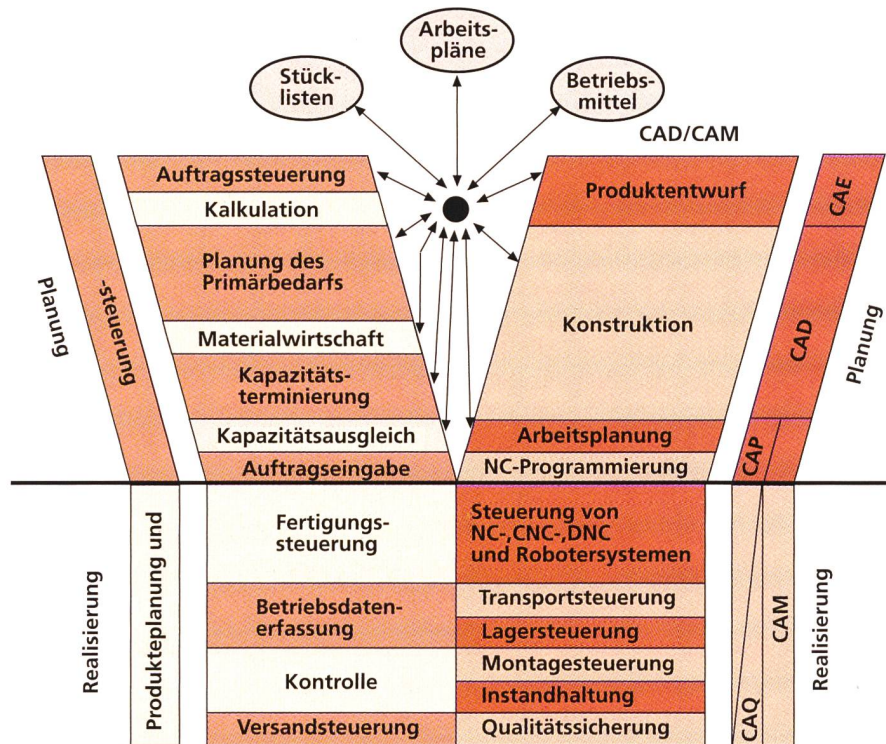 Arbeits-
pläne
Stück-
listen
Betriebs-
mittel
CAD/CAM
Auftragssteuerung
Kalkulation
Planung des
Primärbedarfs
Materialwirtschaft
Kapazitäts-
terminierung
Kapazitätsausgleich
Auftragseingabe
Produktentwurf
Konstruktion
Arbeitsplanung
NC-Programmierung
Planung
-steuerung
CAE
CAD
CAP
Planung
Realisierung
Produkteplanung und
Fertigungs-
steuerung
Betriebsdaten-
erfassung
Kontrolle
Versandsteuerung
Steuerung von
NC-,CNC-,DNC
und Robotersystemen
Transportsteuerung
Lagersteuerung
Montagesteuerung
Instandhaltung
Qualitätssicherung
CAQ
CAM
Realisierung